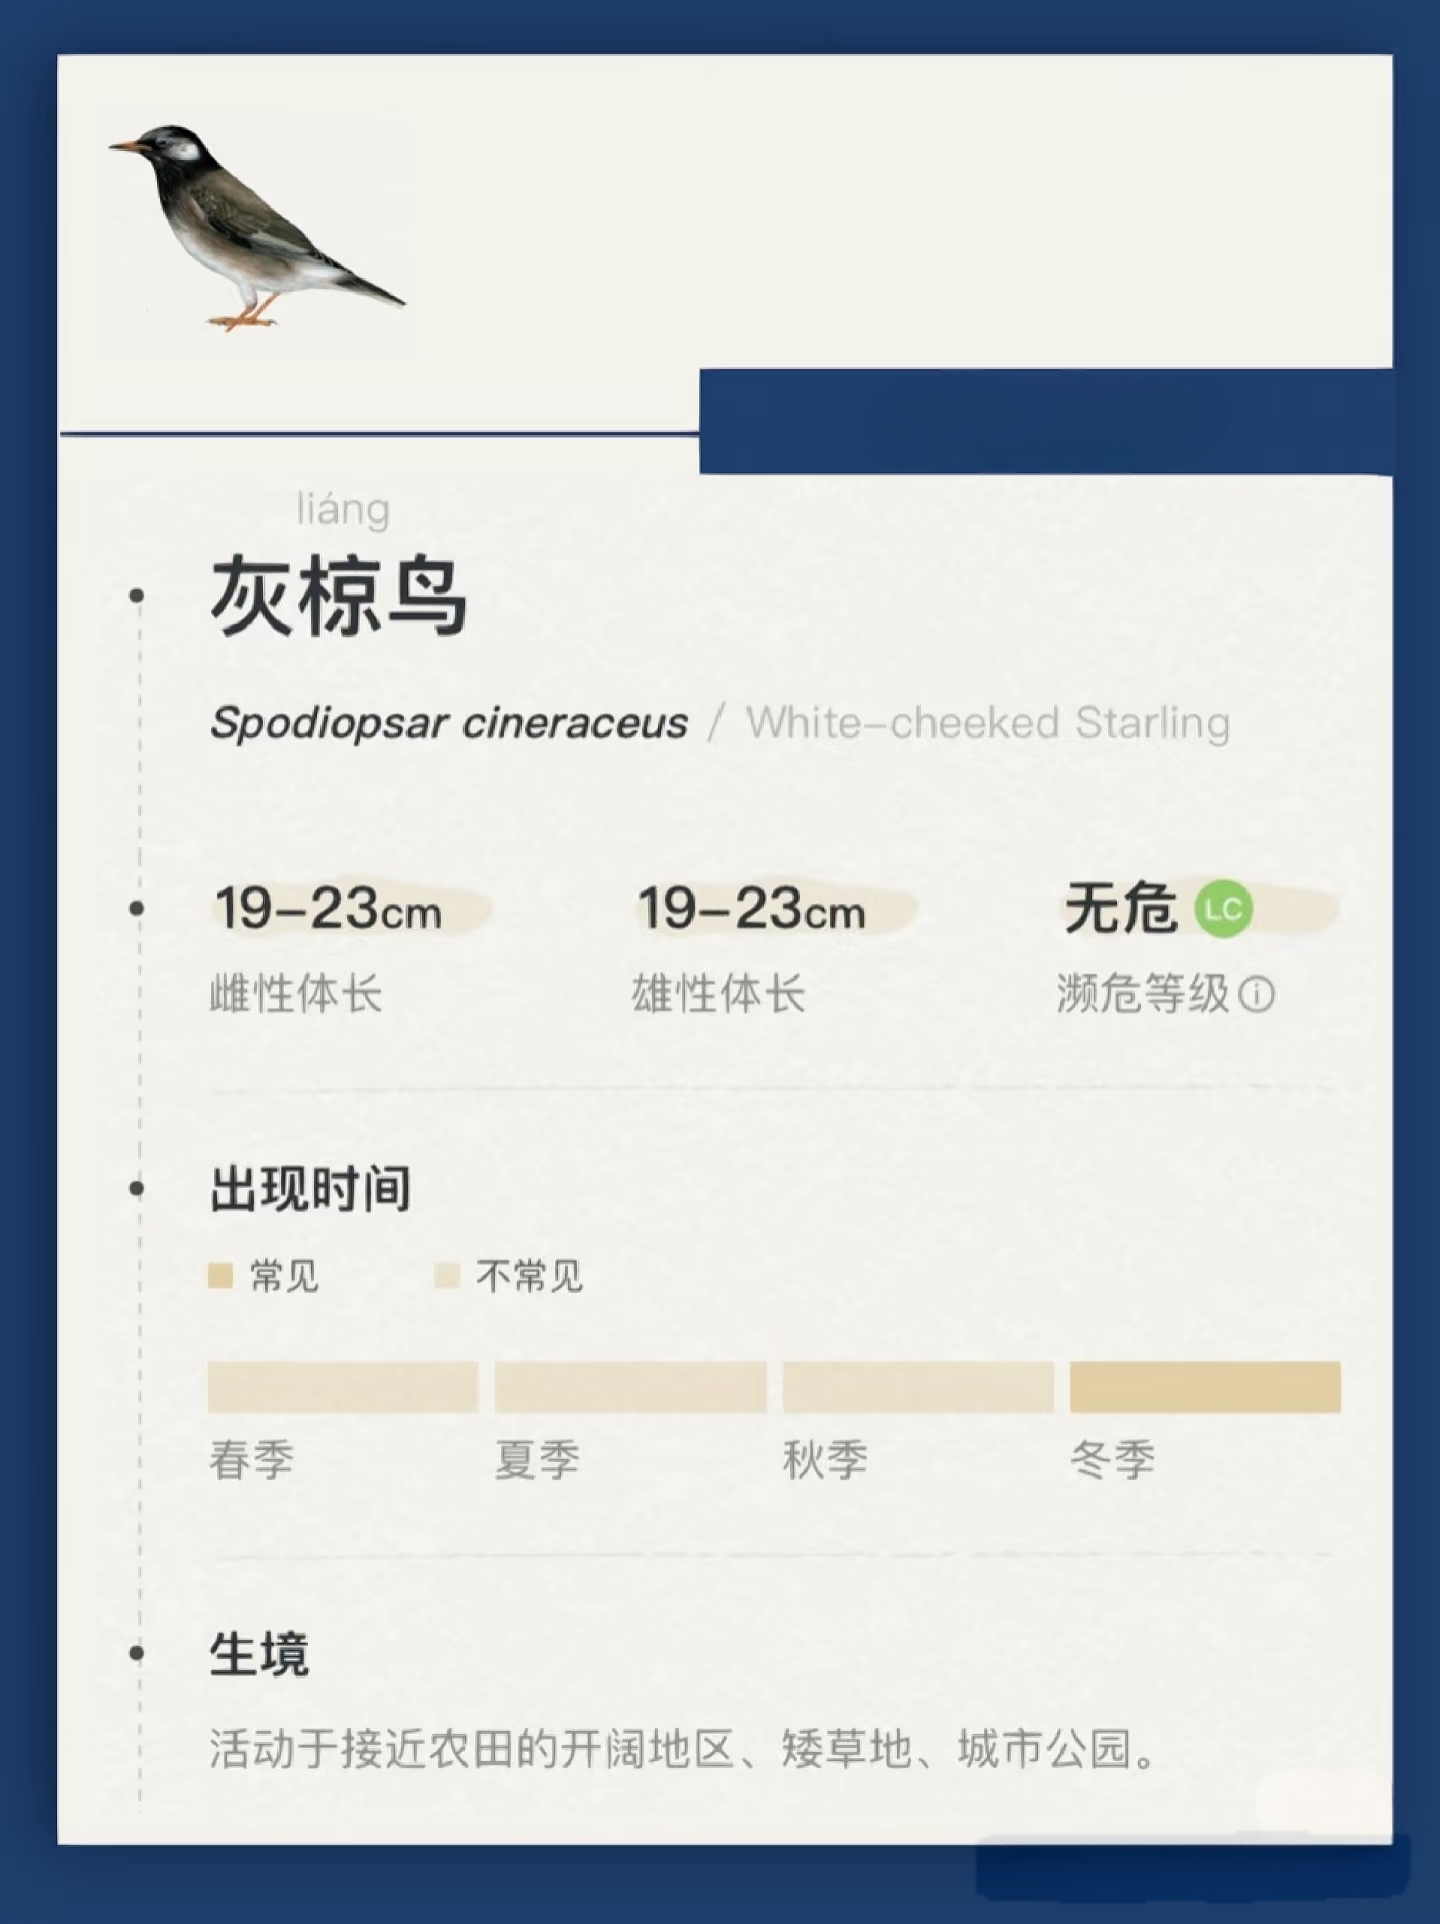 liáng
灰椋鸟
Spodiopsar cineraceus / White-cheeked Starling
19-23cm 19-23cm 无危 LC
雌性体长 雄性体长 濒危等级
出现时间
常见 不常见
春季 夏季 秋季 冬季
生境
活动于接近农田的开阔地区、矮草地、城市公园。